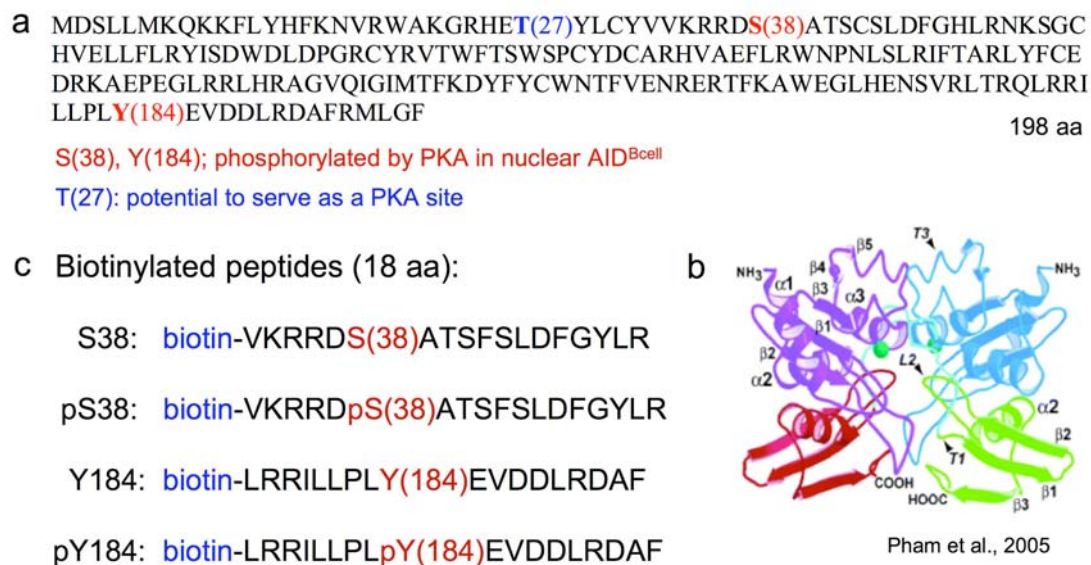 a MDSLLMKQKKFLYHFKNVRWAKGRHET(27)YLCYVVKRRDS(38)ATSCSLDFGHLRNKSGC
HVELLFLRYISDWDLDPGRCYRVTWFTSWSPCYDCARHVAEFLRWNPNLSLRIFTARLYFCE
DRKAEPEGLRRLHRAGVQIGIMTFKDYFYCWNTFVENRERTFKAWEGLHENSVRLTRQLRRI
LLPLY(184)EVDDLRDAFRMLGF
198 aa
S(38), Y(184); phosphorylated by PKA in nuclear AIDBcell
T(27): potential to serve as a PKA site
c Biotinylated peptides (18 aa):
S38: biotin-VKRRDS(38)ATSFSLDFGYLR
pS38: biotin-VKRRDpS(38)ATSFSLDFGYLR
Y184: biotin-LRRILLPLY(184)EVDDLRDAF
pY184: biotin-LRRILLPLpY(184)EVDDLRDAF
b
T3
β5
NH3
β4
NH3
α1
β3
α3
β1
β2
L2
α2
α2
β2
T1
COOH
β1
HOOC
β3
Pham et al., 2005